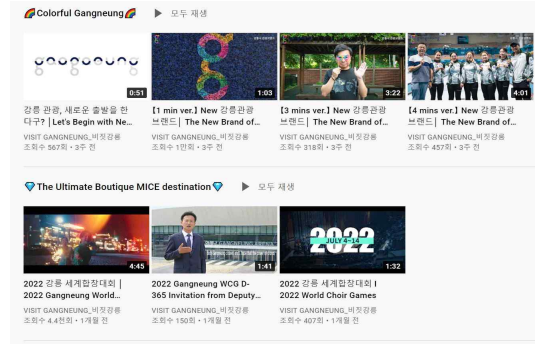 🌈Colorful Gangneung🌈 ▶ 모두 재생
0:51
1:03
3:22
4:01
강릉 관광, 새로운 출발을 한
다구? │Let's Begin with Ne...
VISIT GANGNEUNG_비짓강릉
조회수 567회 • 3주 전
【1 min ver.】 New 강릉관광
브랜드│ The New Brand of...
VISIT GANGNEUNG_비짓강릉
조회수 1만회 • 3주 전
【3 mins ver.】 New 강릉관광
브랜드│ The New Brand of...
VISIT GANGNEUNG_비짓강릉
조회수 318회 • 3주 전
【4 mins ver.】 New 강릉관광
브랜드│ The New Brand of...
VISIT GANGNEUNG_비짓강릉
조회수 457회 • 3주 전
💎The Ultimate Boutique MICE destination💎 ▶ 모두 재생
4:45
1:41
2022
JULY 4-14
1:32
2022 강릉 세계합창대회 │
2022 Gangneung World...
VISIT GANGNEUNG_비짓강릉
조회수 4.4천회 • 1개월 전
2022 Gangneung WCG D-
365 Invitation from Deputy...
VISIT GANGNEUNG_비짓강릉
조회수 150회 • 1개월 전
2022 강릉 세계합창대회 I
2022 World Choir Games
VISIT GANGNEUNG_비짓강릉
조회수 407회 • 1개월 전